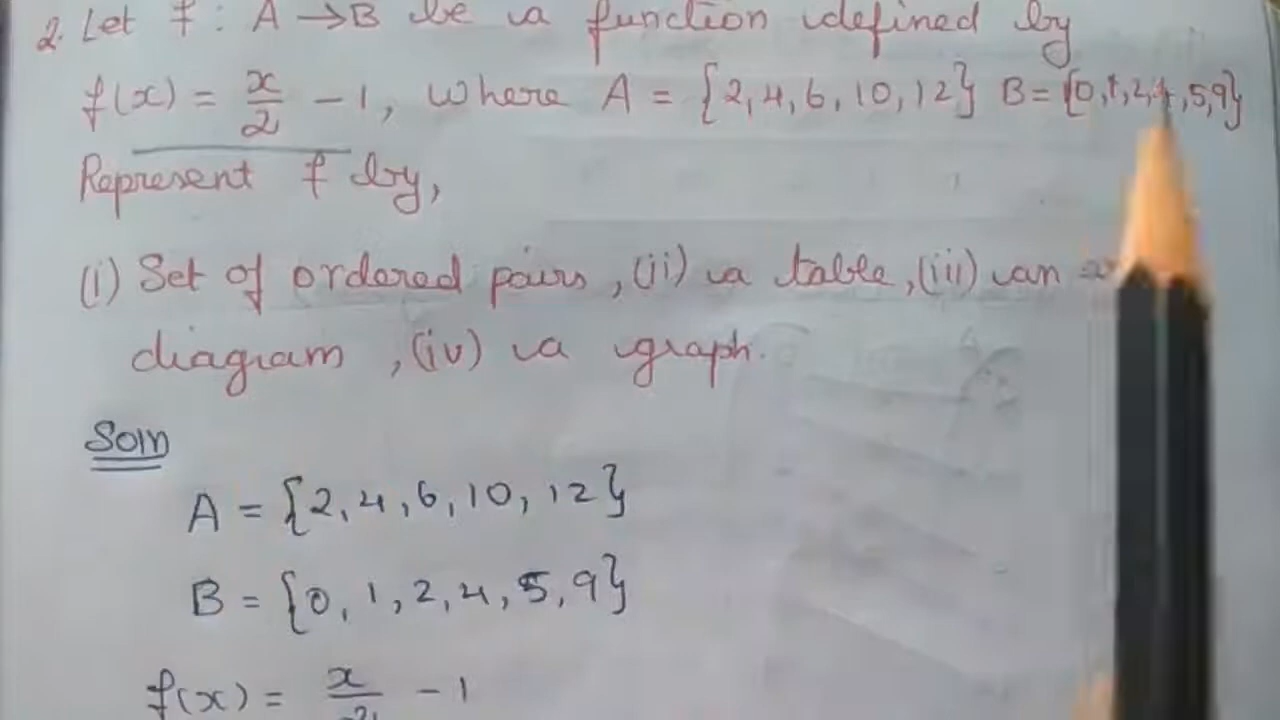 2. Let f : A → B be a function defined by
f(x) = x/2 - 1, where A = {2, 4, 6, 10, 12} B = {0, 1, 2, 4, 5, 9}
Represent f by,
(i) Set of ordered pairs, (ii) a table, (iii) an
diagram, (iv) a graph.
Soln
A = {2, 4, 6, 10, 12}
B = {0, 1, 2, 4, 5, 9}
f(x) = x/2 - 1